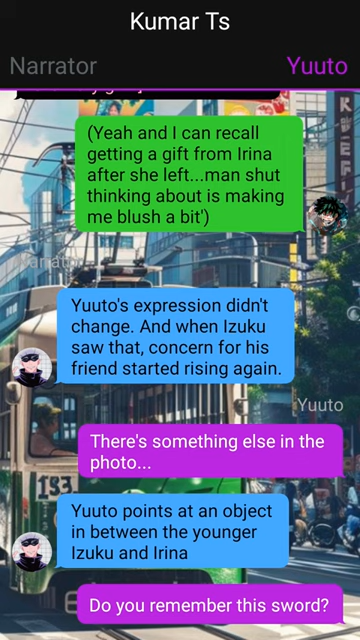 Kumar Ts
Narrator
Yuuto
(Yeah and I can recall
getting a gift from Irina
after she left...man shut
thinking about is making
me blush a bit')
Narrator
Yuuto's expression didn't
change. And when Izuku
saw that, concern for his
friend started rising again.
Yuuto
There's something else in the
photo...
Yuuto points at an object
in between the younger
Izuku and Irina
Do you remember this sword?